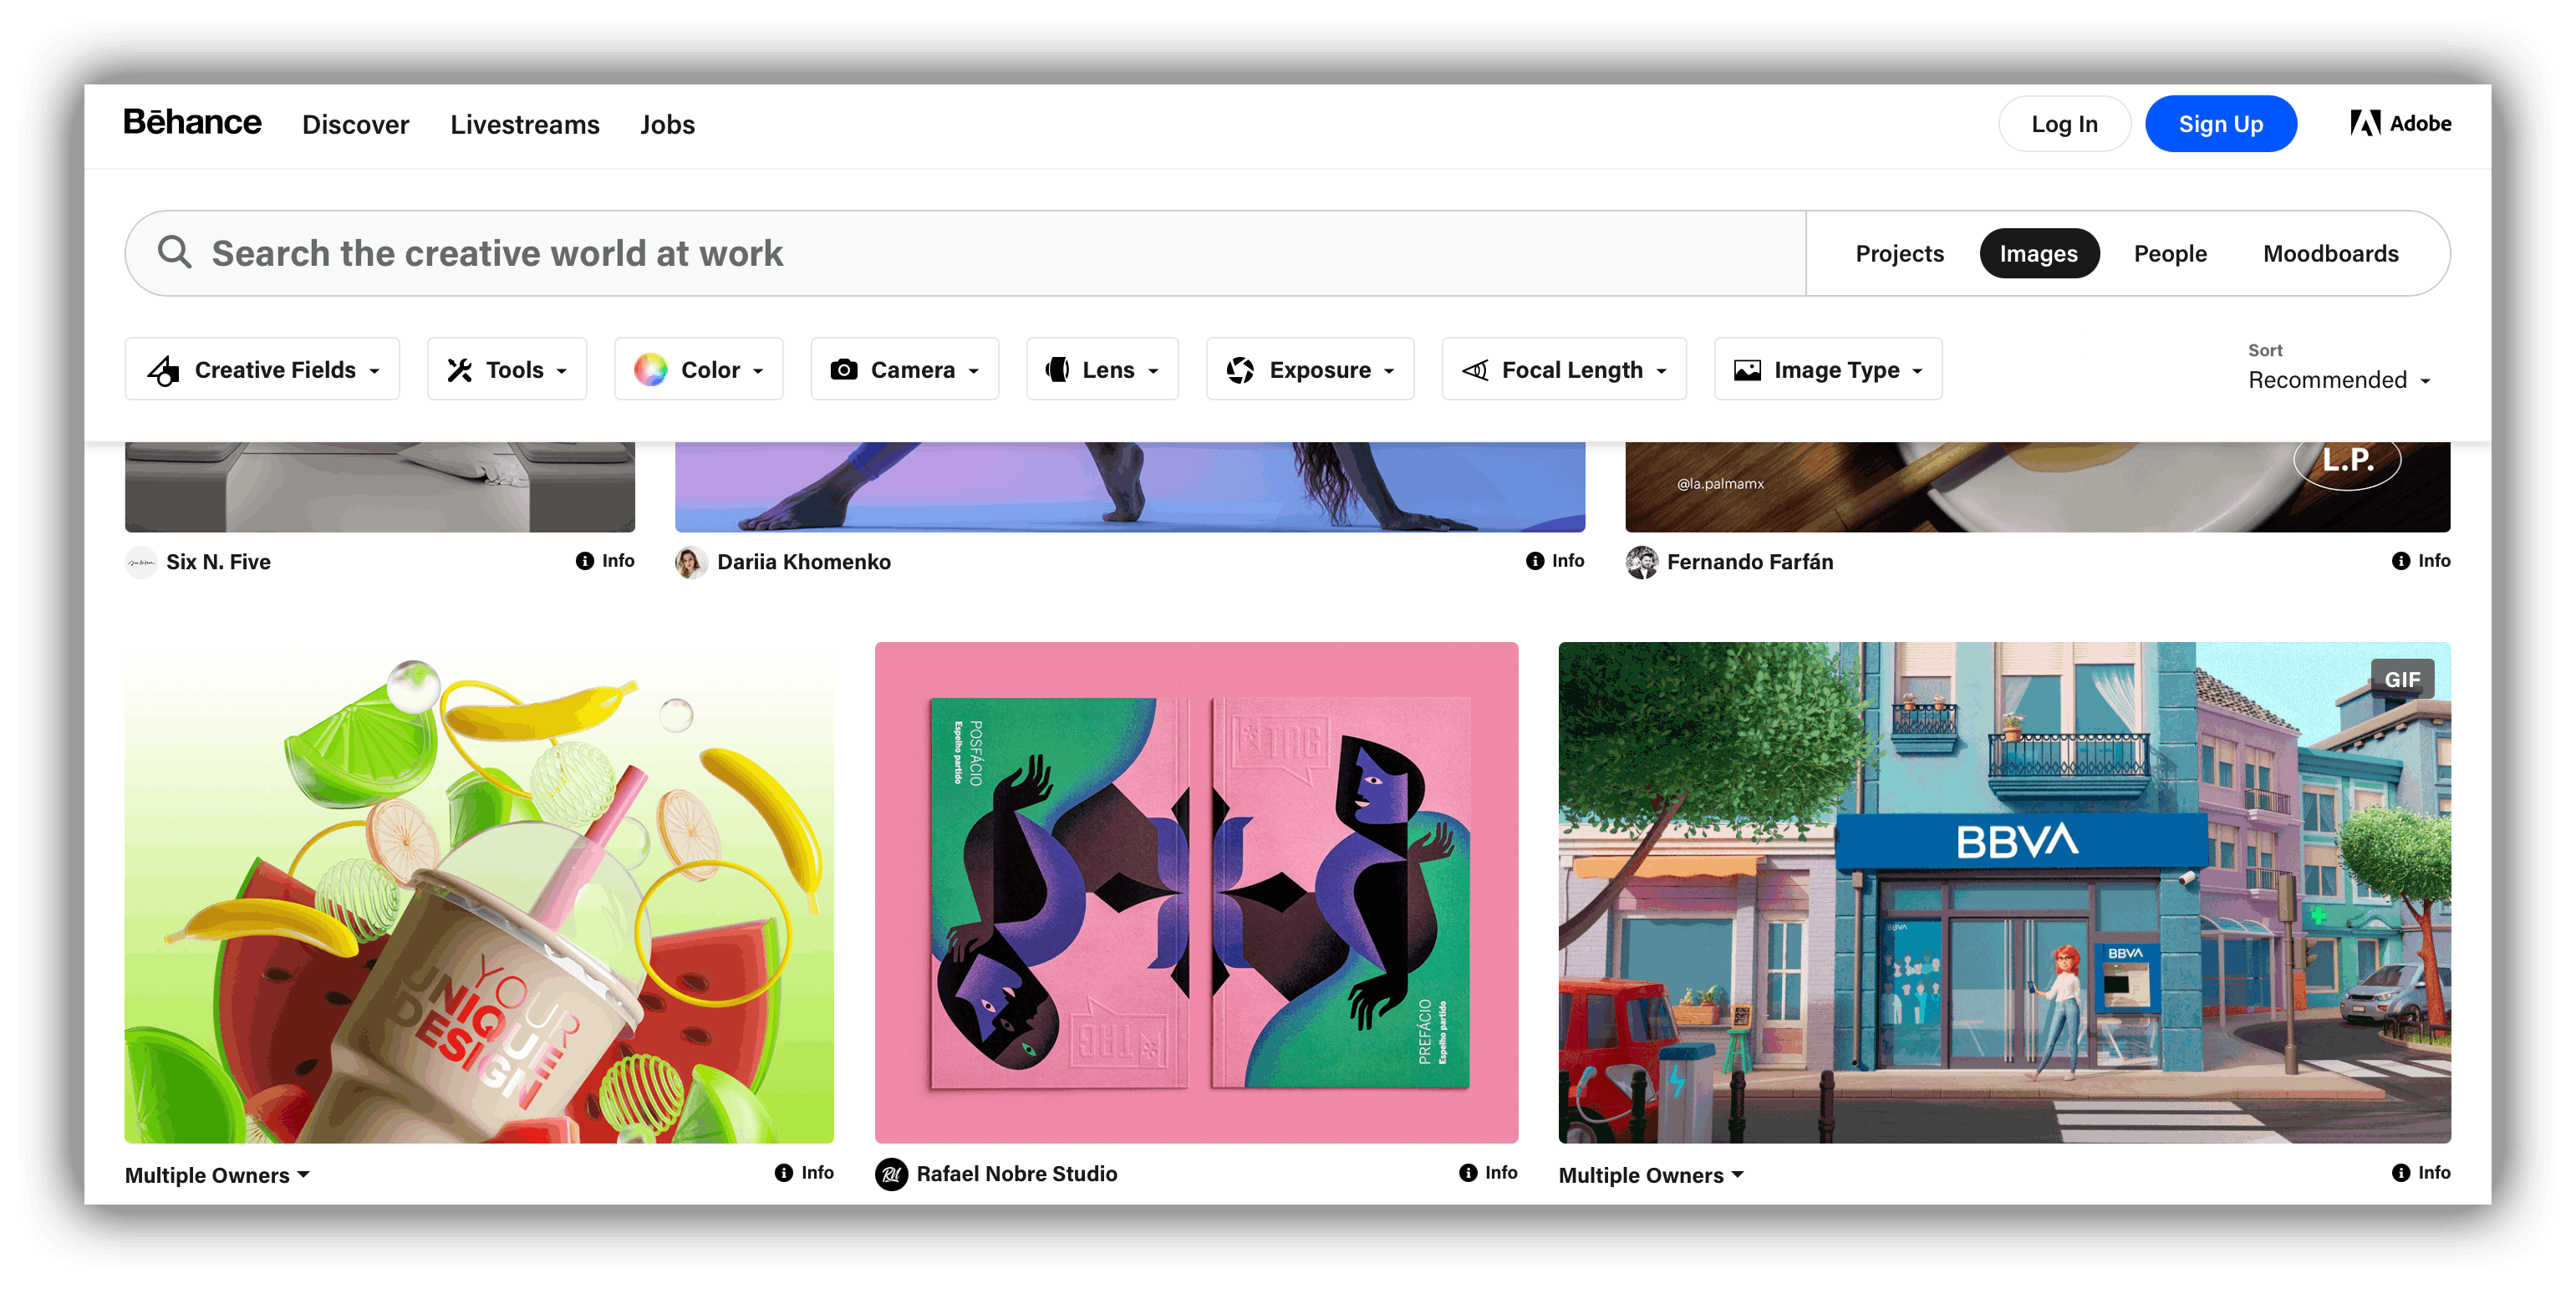 Bēhance
Discover
Livestreams
Jobs
Log In
Sign Up
Adobe
Search the creative world at work
Projects
Images
People
Moodboards
Creative Fields
Tools
Color
Camera
Lens
Exposure
Focal Length
Image Type
Sort
Recommended
@la.palmamx
L.P.
Six N. Five
Info
Dariia Khomenko
Info
Fernando Farfán
Info
YOUR
UNIQUE
DESIGN
POSFÁCIO
Espelho partido
TAG
TAG
PREFÁCIO
Espelho partido
GIF
BBVA
BBVA
BBVA
Multiple Owners
Info
Rafael Nobre Studio
Info
Multiple Owners
Info